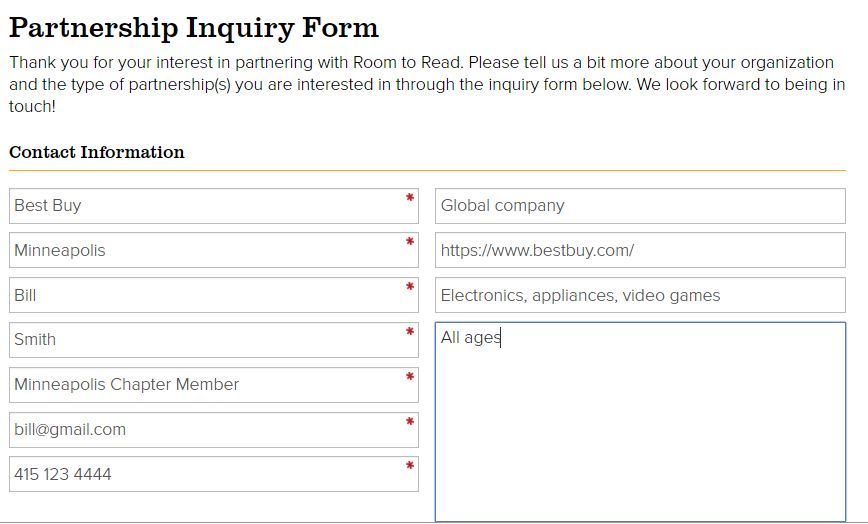 Partnership Inquiry Form
Thank you for your interest in partnering with Room to Read. Please tell us a bit more about your organization
and the type of partnership(s) you are interested in through the inquiry form below. We look forward to being in
touch!
Contact Information
Best Buy *
Global company
Minneapolis *
https://www.bestbuy.com/
Bill *
Electronics, appliances, video games
Smith *
All ages
Minneapolis Chapter Member *
bill@gmail.com *
415 123 4444 *